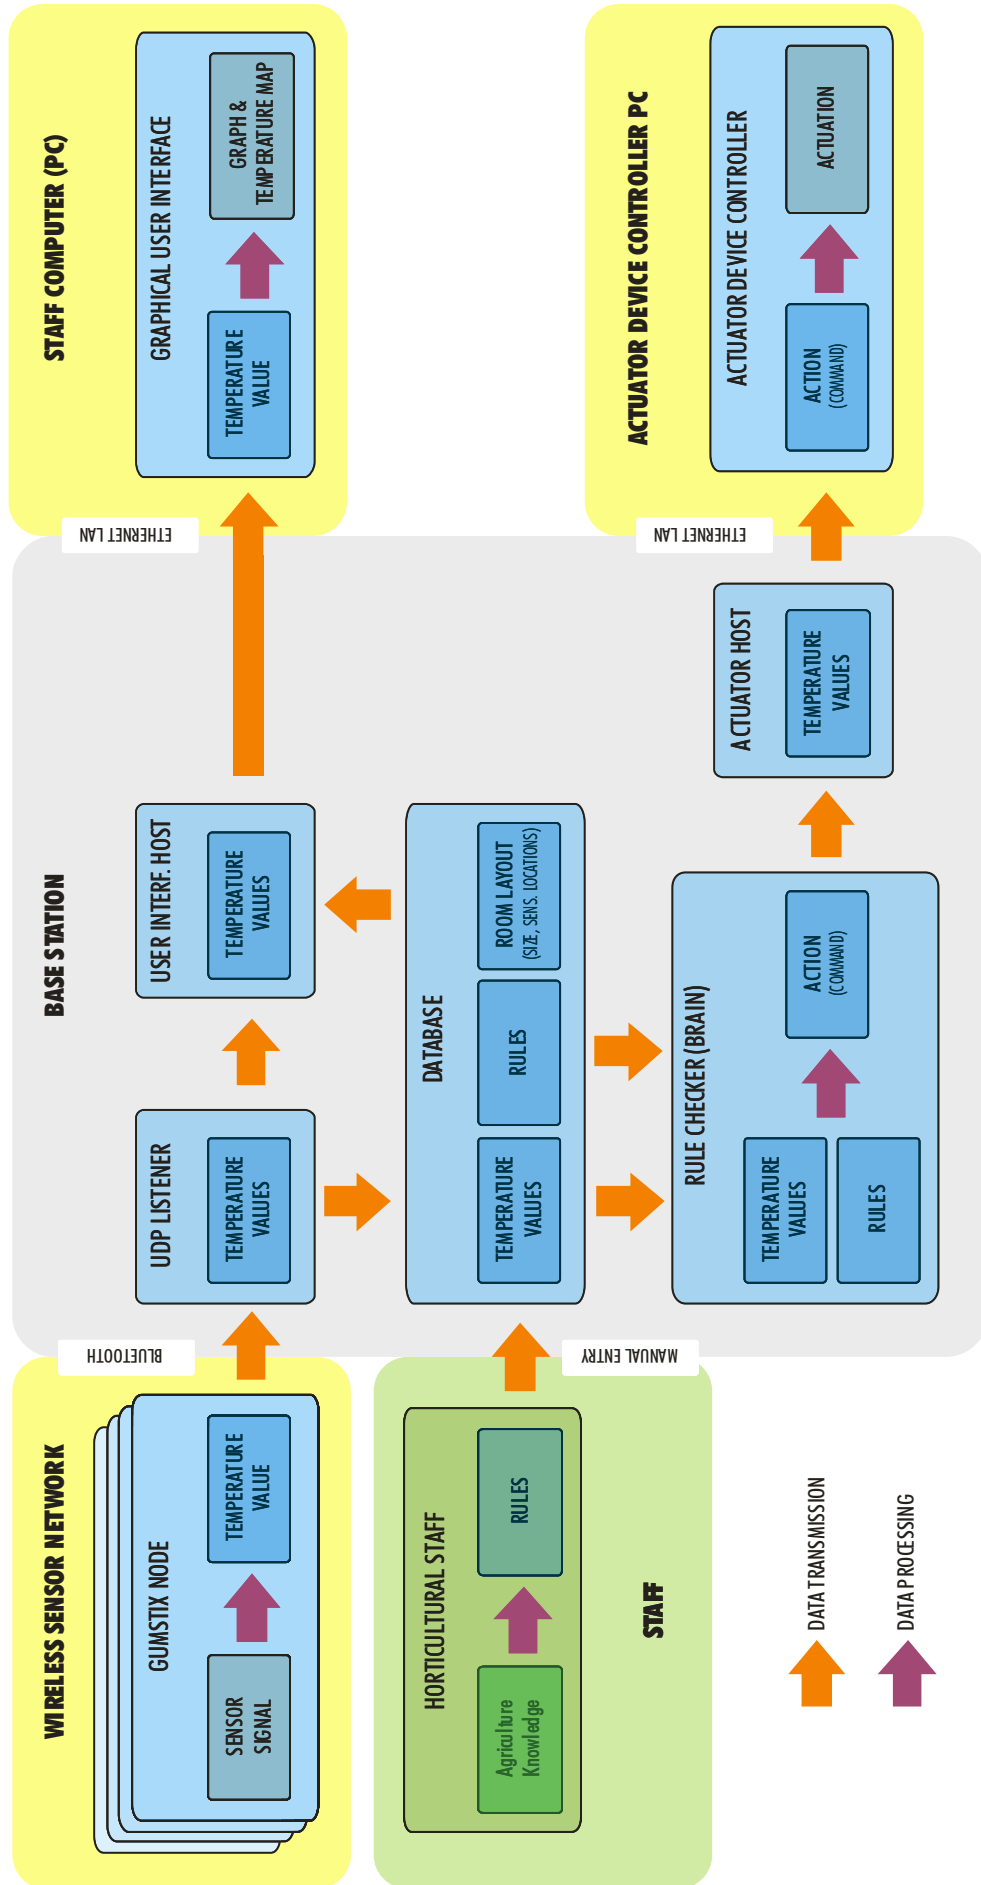 WIRELESS SENSOR NETWORK
GUMSTIX NODE
SENSOR
SIGNAL
TEMPERATURE
VALUE
BLUETOOTH
STAFF
HORTICULTURAL STAFF
Agriculture
Knowledge
RULES
MANUAL ENTRY
BASE STATION
UDP LISTENER
TEMPERATURE
VALUES
USER INTERF. HOST
TEMPERATURE
VALUES
DATABASE
TEMPERATURE
VALUES
RULES
ROOM LAYOUT
(SIZE, SENS. LOCATIONS)
RULE CHECKER (BRAIN)
TEMPERATURE
VALUES
RULES
ACTION
(COMMAND)
ACTUATOR HOST
TEMPERATURE
VALUES
ETHERNET LAN
STAFF COMPUTER (PC)
GRAPHICAL USER INTERFACE
TEMPERATURE
VALUE
GRAPH &
TEMPERATURE MAP
ETHERNET LAN
ACTUATOR DEVICE CONTROLLER PC
ACTUATOR DEVICE CONTROLLER
ACTION
(COMMAND)
ACTUATION
DATA TRANSMISSION
DATA PROCESSING